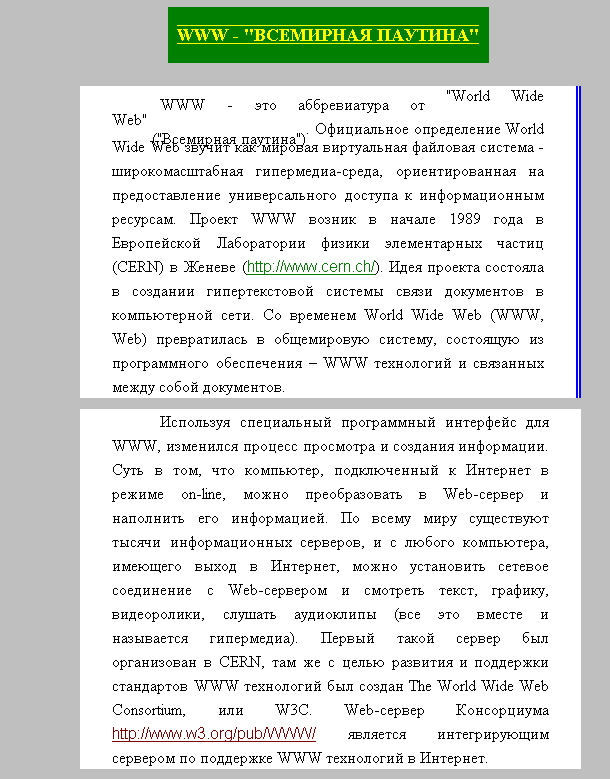 WWW - "ВСЕМИРНАЯ ПАУТИНА"
WWW - это аббревиатура от "World Wide
Web" ("Всемирная паутина"). Официальное определение World
Wide Web звучит как мировая виртуальная файловая система -
широкомасштабная гипермедиа-среда, ориентированная на
предоставление универсального доступа к информационным
ресурсам. Проект WWW возник в начале 1989 года в
Европейской Лаборатории физики элементарных частиц
(CERN) в Женеве (http://www.cern.ch/). Идея проекта состояла
в создании гипертекстовой системы связи документов в
компьютерной сети. Со временем World Wide Web (WWW,
Web) превратилась в общемировую систему, состоящую из
программного обеспечения – WWW технологий и связанных
между собой документов.
Используя специальный программный интерфейс для
WWW, изменился процесс просмотра и создания информации.
Суть в том, что компьютер, подключенный к Интернет в
режиме on-line, можно преобразовать в Web-сервер и
наполнить его информацией. По всему миру существуют
тысячи информационных серверов, и с любого компьютера,
имеющего выход в Интернет, можно установить сетевое
соединение с Web-сервером и смотреть текст, графику,
видеоролики, слушать аудиоклипы (все это вместе и
называется гипермедиа). Первый такой сервер был
организован в CERN, там же с целью развития и поддержки
стандартов WWW технологий был создан The World Wide Web
Consortium, или W3C. Web-сервер Консорциума
http://www.w3.org/pub/WWW/ является интегрирующим
сервером по поддержке WWW технологий в Интернет.